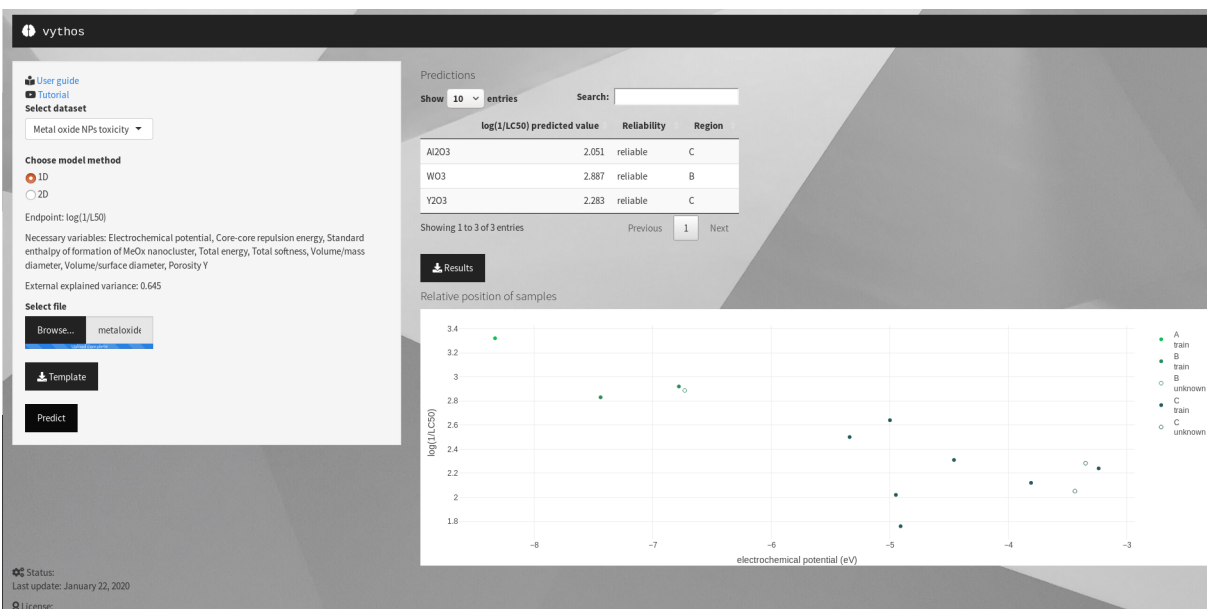 vythos
User guide
Tutorial
Select dataset
Metal oxide NPs toxicity
Choose model method
1D
2D
Endpoint: log(1/L50)
Necessary variables: Electrochemical potential, Core-core repulsion energy, Standard
enthalpy of formation of MeOx nanocluster, Total energy, Total softness, Volume/mass
diameter, Volume/surface diameter, Porosity Y
External explained variance: 0.645
Select file
Browse... metaloxide
Upload complete
Template
Predict
Status:
Last update: January 22, 2020
License:
Predictions
Show 10 entries Search:
log(1/LC50) predicted value Reliability Region
Al2O3 2.051 reliable C
WO3 2.887 reliable B
Y2O3 2.283 reliable C
Showing 1 to 3 of 3 entries Previous 1 Next
Results
Relative position of samples
log(1/LC50)
3.4
3.2
3
2.8
2.6
2.4
2.2
2
1.8
−8 −7 −6 −5 −4 −3
electrochemical potential (eV)
A
train
B
train
B
unknown
C
train
C
unknown